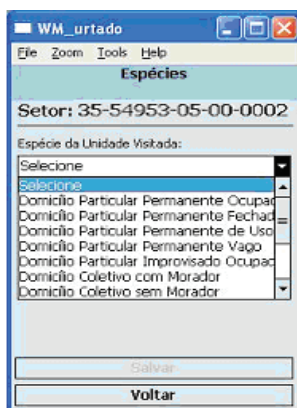 WM_urtado
File Zoom Tools Help
Espécies
Setor: 35-54953-05-00-0002
Espécie da Unidade Visitada:
Selecione
Selecione
Domicílio Particular Permanente Ocupac
Domicílio Particular Permanente Fechad
Domicílio Particular Permanente de Uso
Domicílio Particular Permanente Vago
Domicílio Particular Improvisado Ocupac
Domicílio Coletivo com Morador
Domicílio Coletivo sem Morador
Salvar
Voltar